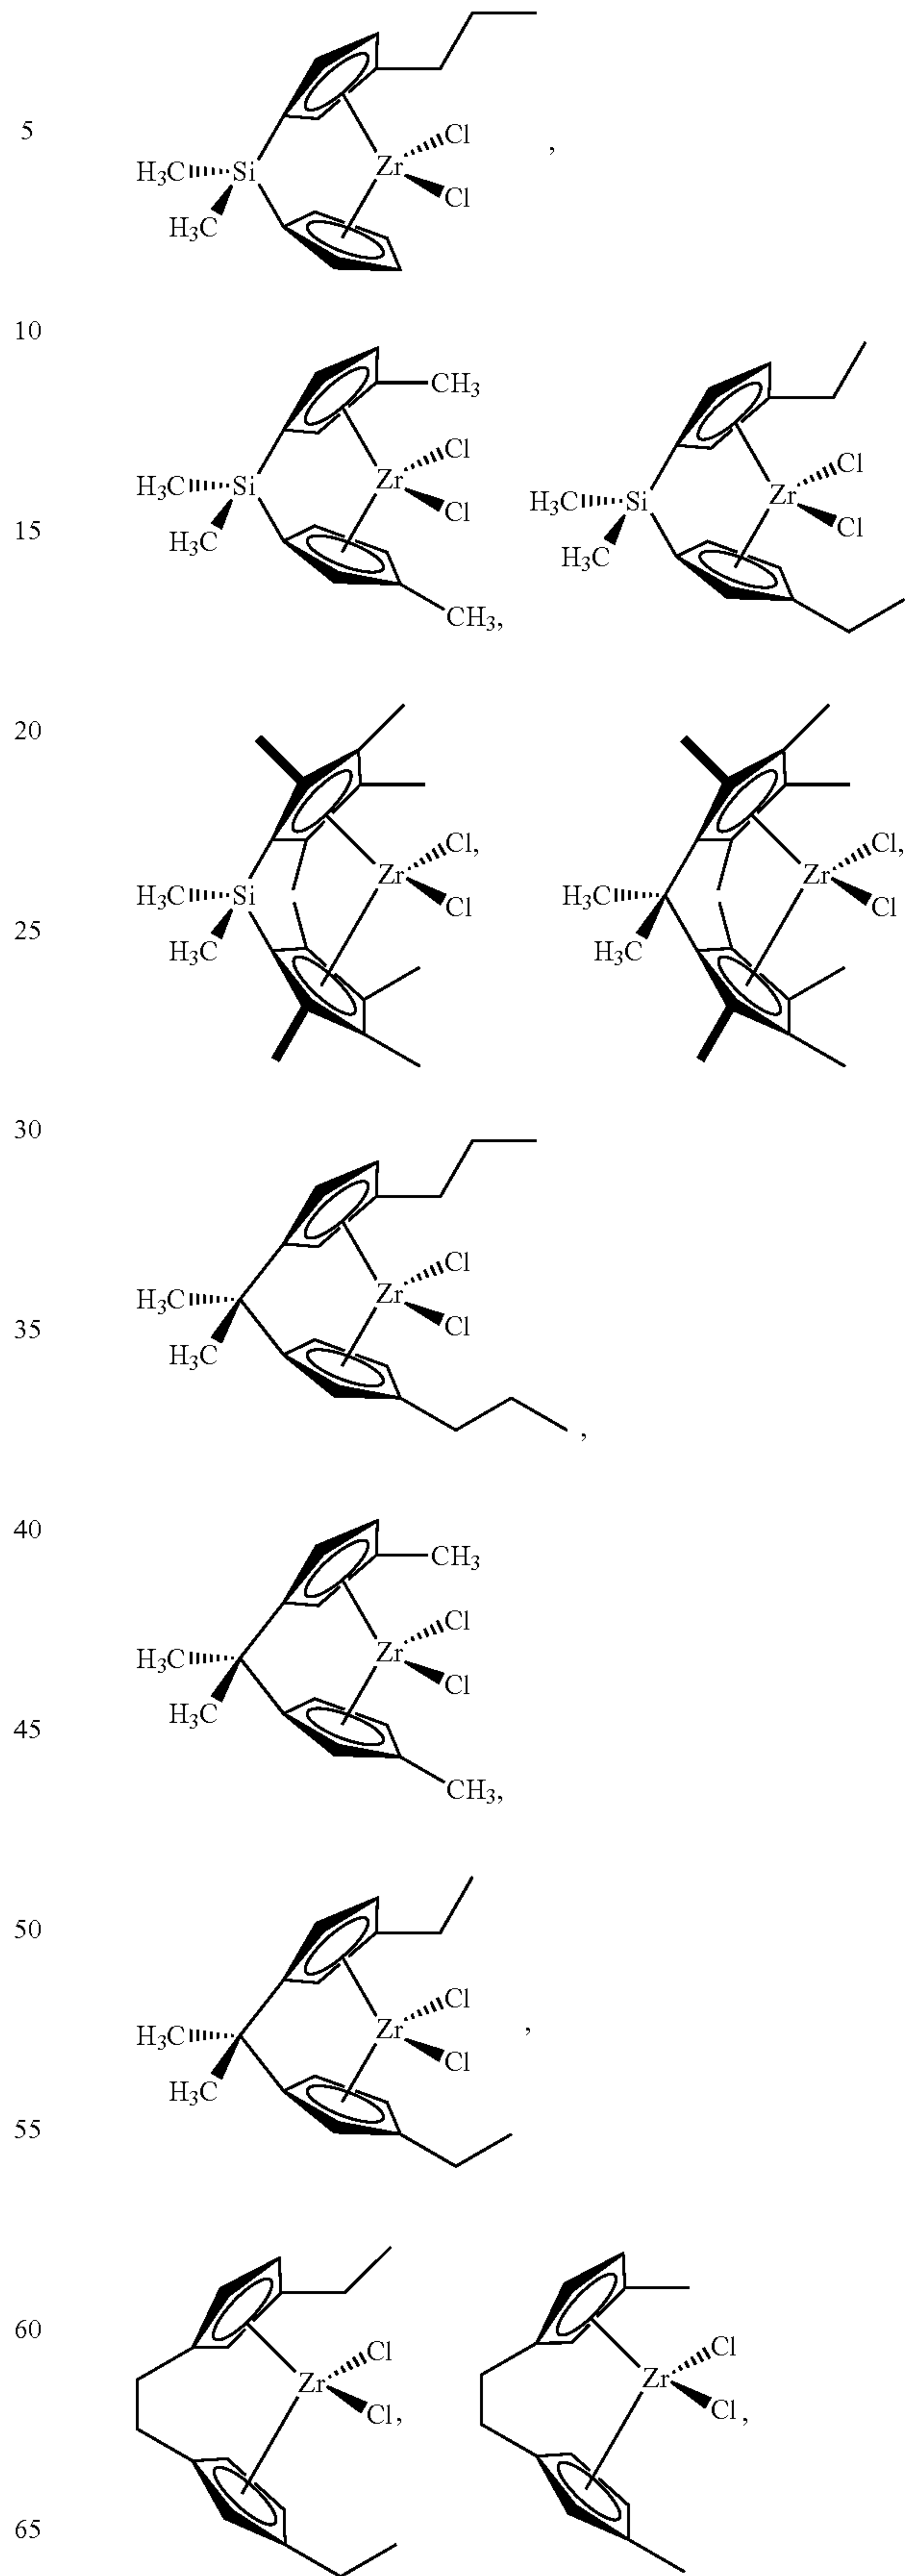 5
Cl
,
H₃C Si Zr
Cl
H₃C
10
CH₃
Cl
Cl
H₃C Si Zr
Zr
H₃C Si
Cl
Cl
15
H₃C
H₃C
CH₃,
20
Cl,
Cl,
Zr
Zr
H₃C Si
H₃C
Cl
Cl
25
H₃C
H₃C
30
Cl
H₃C Zr
35
Cl
H₃C
,
40
CH₃
Cl
H₃C Zr
Cl
H₃C
45
CH₃,
50
Cl
H₃C Zr ,
Cl
H₃C
55
60
Cl
Cl
Zr
Zr
Cl,
Cl,
65